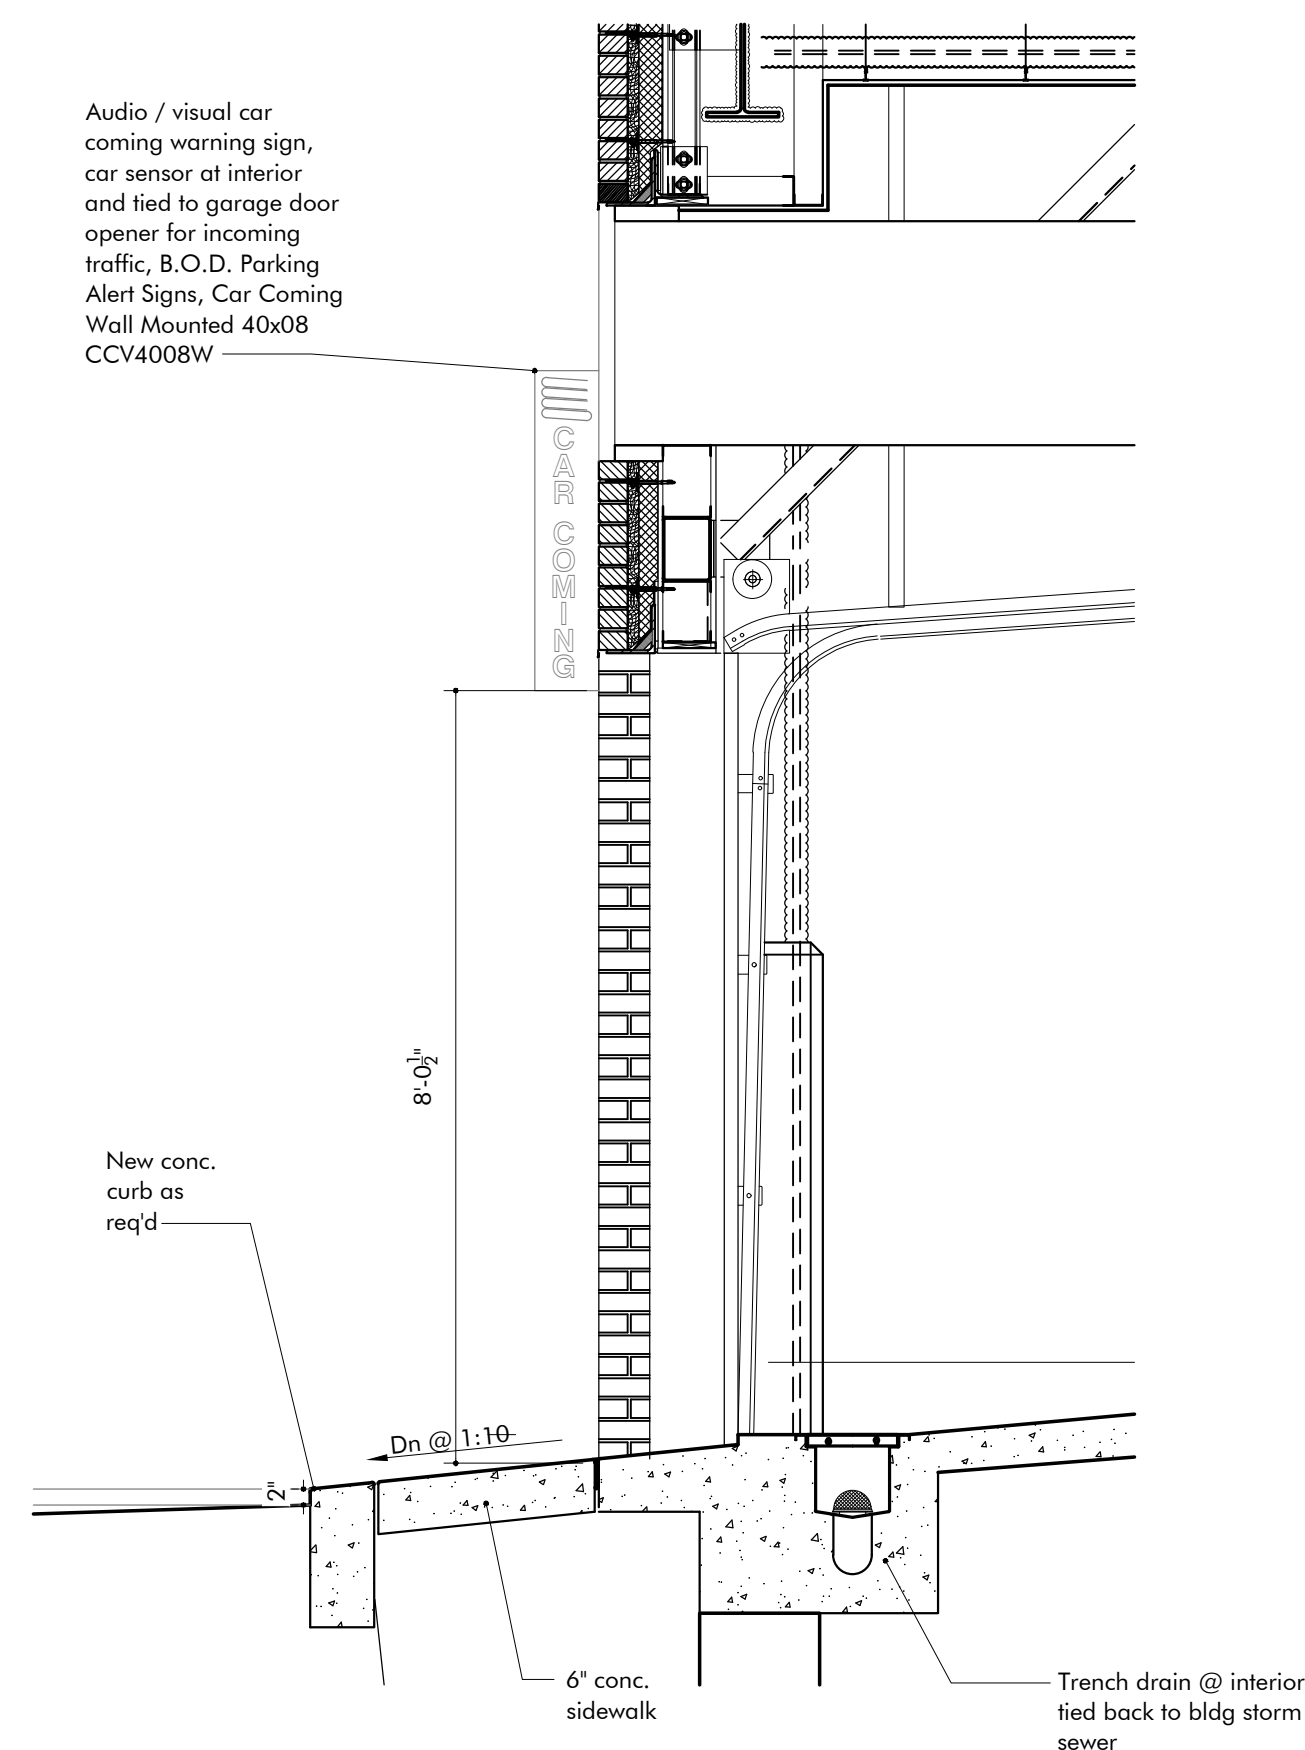 Audio / visual car
coming warning sign,
car sensor at interior
and tied to garage door
opener for incoming
traffic, B.O.D. Parking
Alert Signs, Car Coming
Wall Mounted 40x08
CCV4008W
CAR COMING
8'-0 1/2"
New conc.
curb as
req'd
Dn @ 1:10
2"
6" conc.
sidewalk
Trench drain @ interior
tied back to bldg storm
sewer